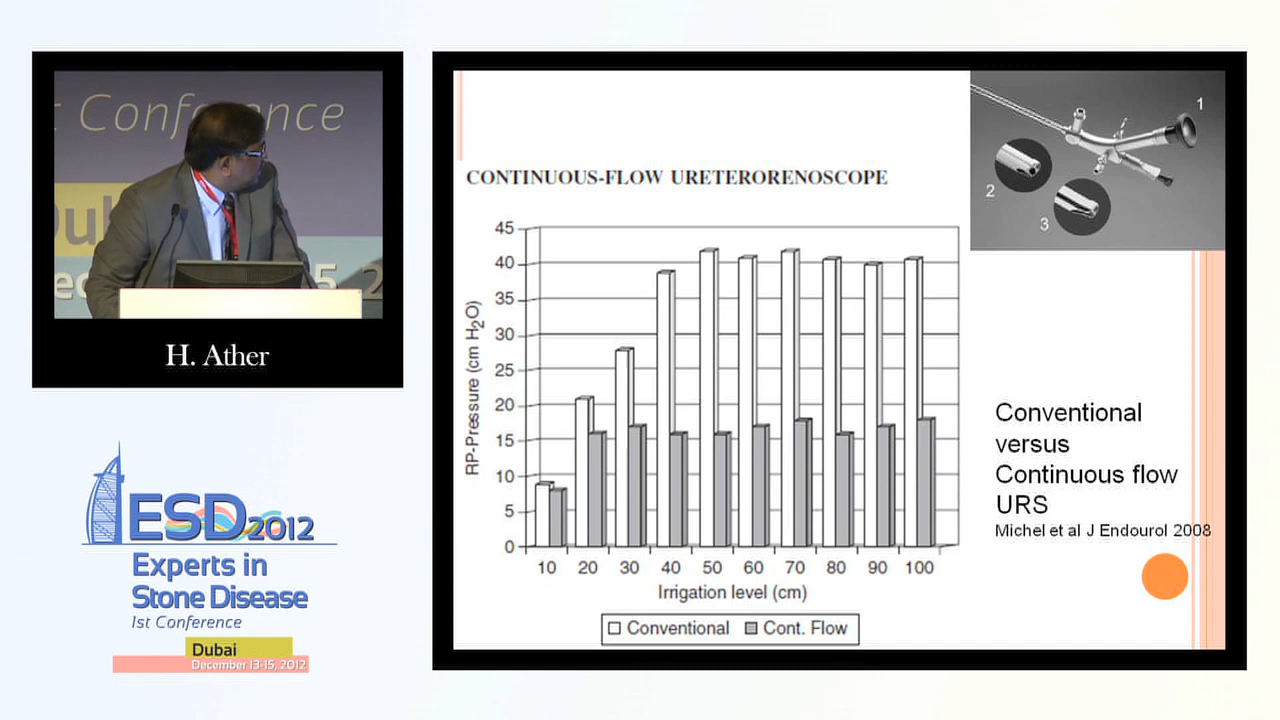 t Conference
H. Ather
ESD 2012
Experts in
Stone Disease
1st Conference
Dubai
December 13-15, 2012
CONTINUOUS-FLOW URETERORENOSCOPE
1
2
3
45
40
35
30
25
20
15
10
5
0
RP-Pressure (cm H2O)
10 20 30 40 50 60 70 80 90 100
Irrigation level (cm)
Conventional Cont. Flow
Conventional
versus
Continuous flow
URS
Michel et al J Endourol 2008